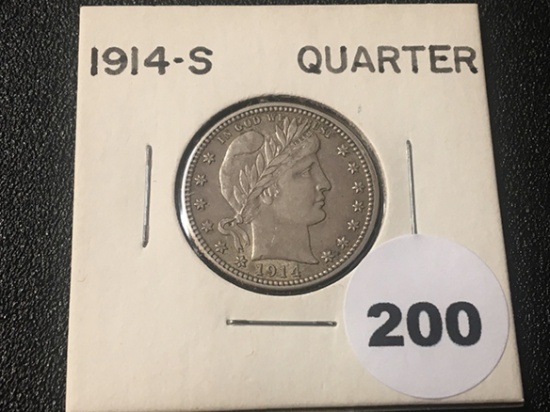 1914-S QUARTER
IN GOD WE TRUST
1914
200